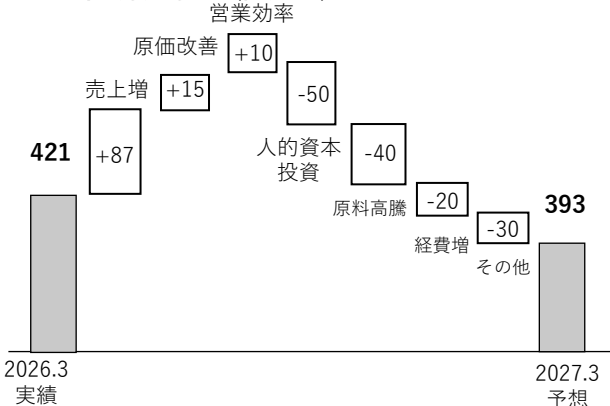 営業効率
原価改善
+10
売上増
+15
-50
421
+87
人的資本
投資
-40
原料高騰
-20
393
経費増
-30
その他
2026.3
実績
2027.3
予想